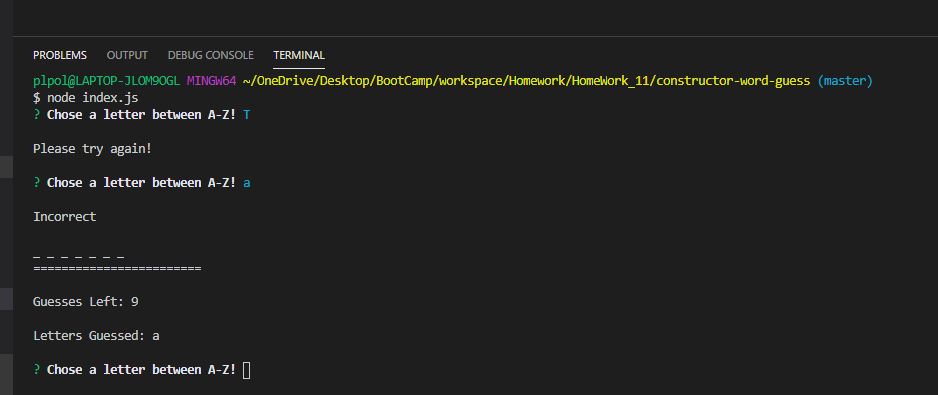 PROBLEMS OUTPUT DEBUG CONSOLE TERMINAL
plpol@LAPTOP-JLOM9OGL MINGW64 ~/OneDrive/Desktop/BootCamp/workspace/Homework/HomeWork_11/constructor-word-guess (master)
$ node index.js
? Chose a letter between A-Z! T
Please try again!
? Chose a letter between A-Z! a
Incorrect
_ _ _ _ _ _ _
========================
Guesses Left: 9
Letters Guessed: a
? Chose a letter between A-Z!